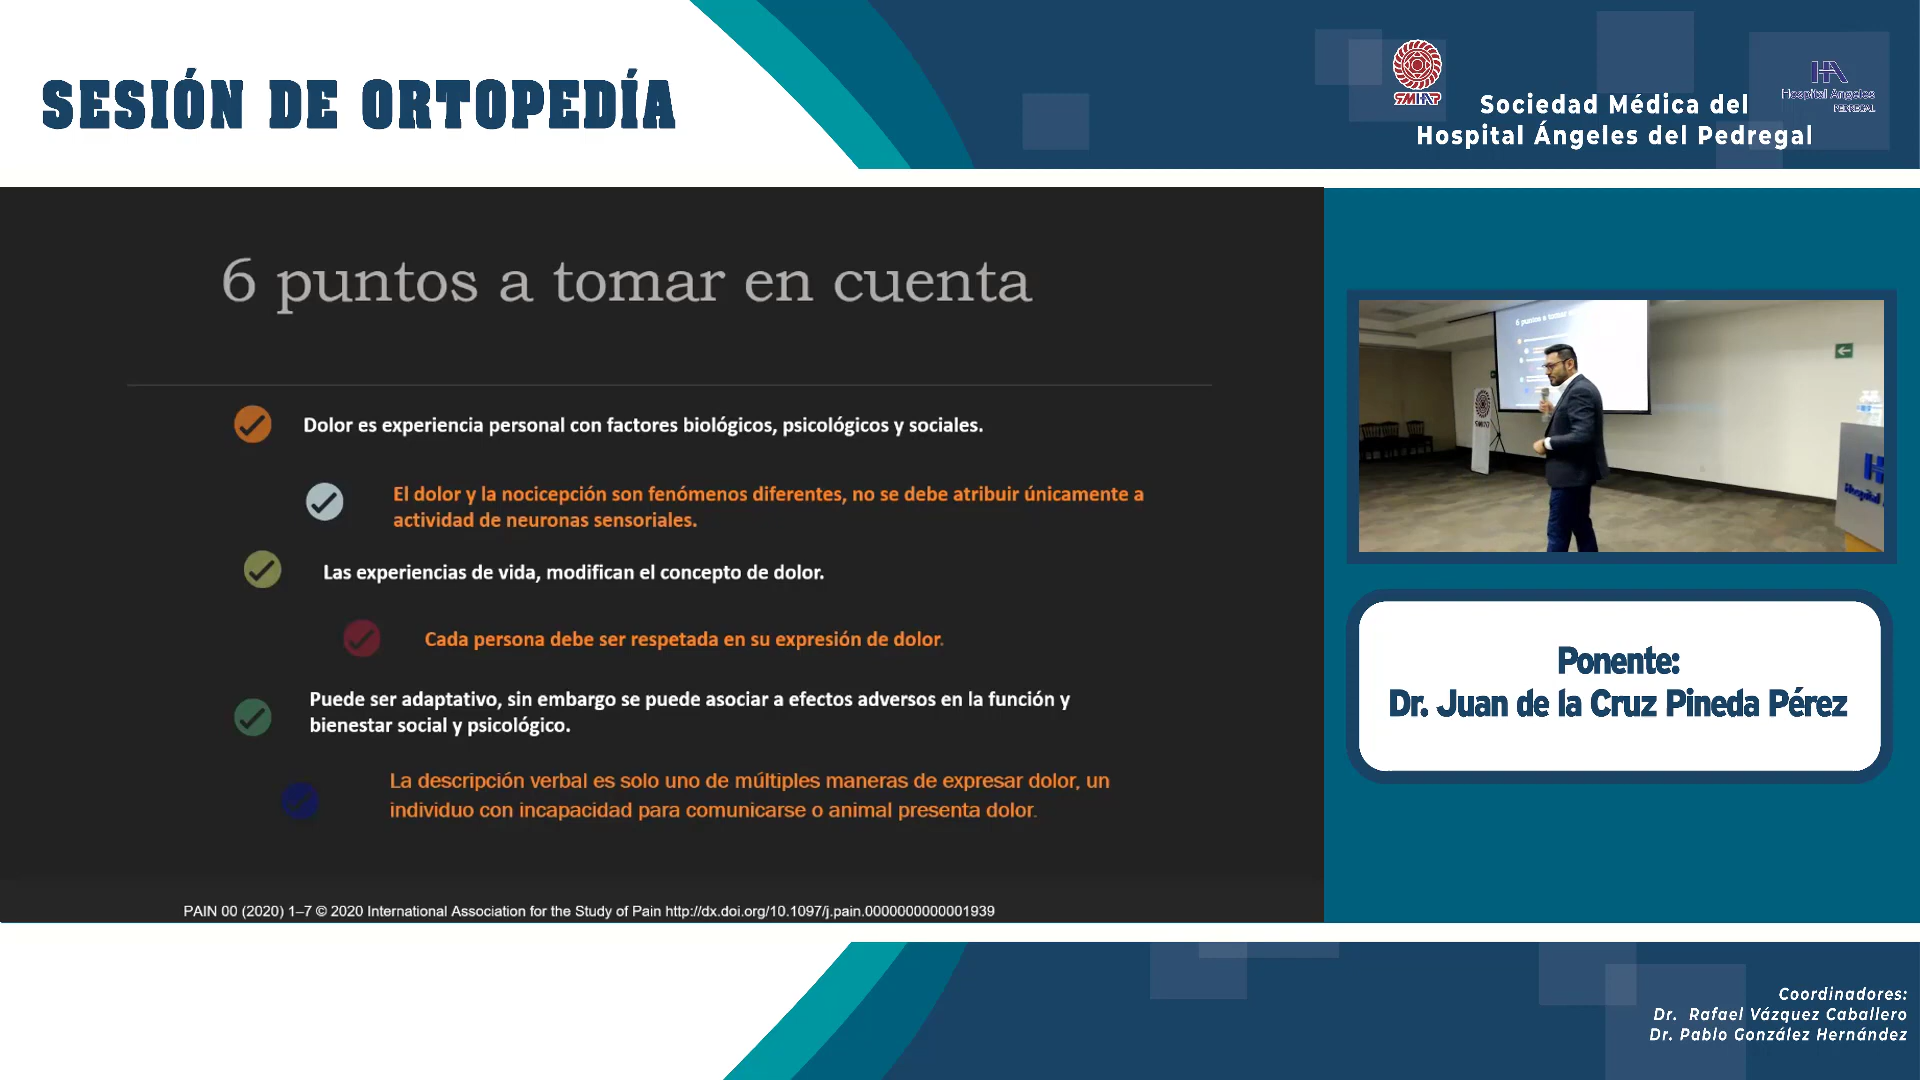 SESIÓN DE ORTOPEDÍA
SMHAP
Sociedad Médica del
Hospital Ángeles del Pedregal
HA
Hospital Angeles
PEDREGAL
6 puntos a tomar en cuenta
Dolor es experiencia personal con factores biológicos, psicológicos y sociales.
El dolor y la nocicepción son fenómenos diferentes, no se debe atribuir únicamente a
actividad de neuronas sensoriales.
Las experiencias de vida, modifican el concepto de dolor.
Cada persona debe ser respetada en su expresión de dolor.
Puede ser adaptativo, sin embargo se puede asociar a efectos adversos en la función y
bienestar social y psicológico.
La descripción verbal es solo uno de múltiples maneras de expresar dolor, un
individuo con incapacidad para comunicarse o animal presenta dolor.
PAIN 00 (2020) 1–7 © 2020 International Association for the Study of Pain http://dx.doi.org/10.1097/j.pain.0000000000001939
6 puntos a tomar
Hospital
Ponente:
Dr. Juan de la Cruz Pineda Pérez
Coordinadores:
Dr. Rafael Vázquez Caballero
Dr. Pablo González Hernández